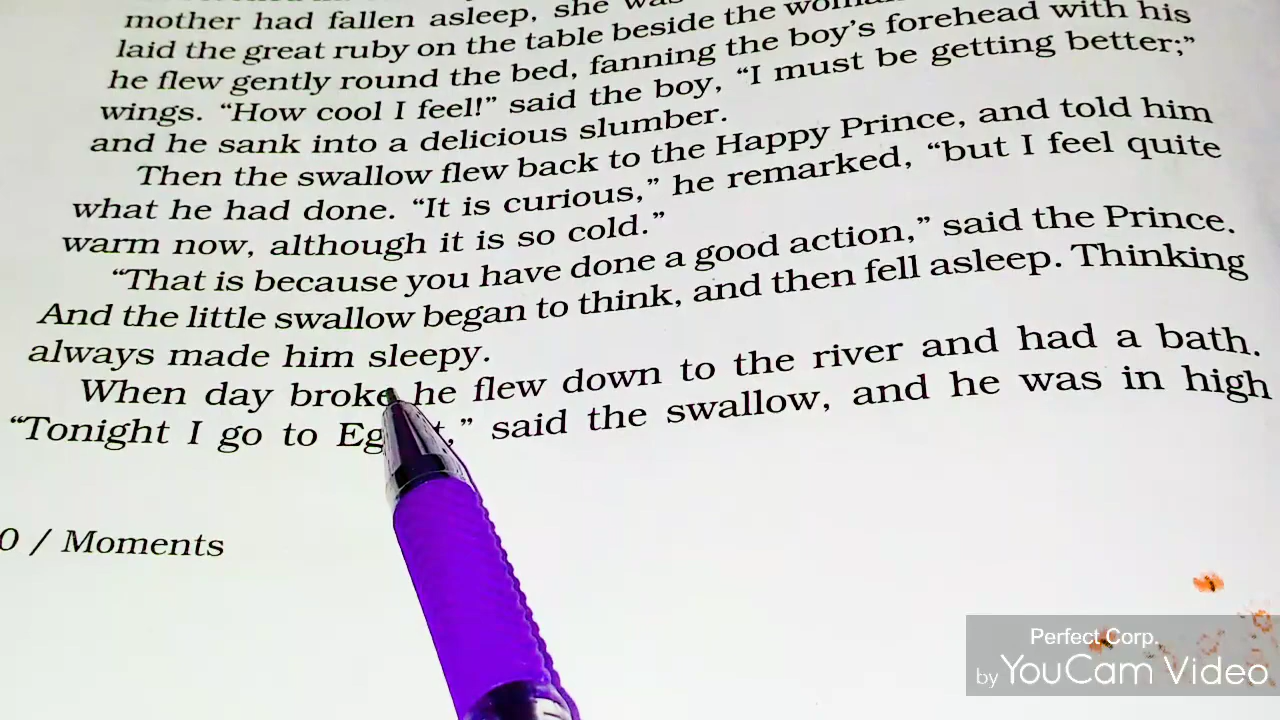 mother had fallen asleep, she was
laid the great ruby on the table beside the
he flew gently round the bed, fanning the boy's forehead with his
wings. “How cool I feel!” said the boy, “I must be getting better;”
and he sank into a delicious slumber.
Then the swallow flew back to the Happy Prince, and told him
what he had done. “It is curious,” he remarked, “but I feel quite
warm now, although it is so cold.”
“That is because you have done a good action,” said the Prince.
And the little swallow began to think, and then fell asleep. Thinking
always made him sleepy.
When day broke he flew down to the river and had a bath.
“Tonight I go to said the swallow, and he was in high
0 / Moments
Perfect Corp.
by YouCam Video